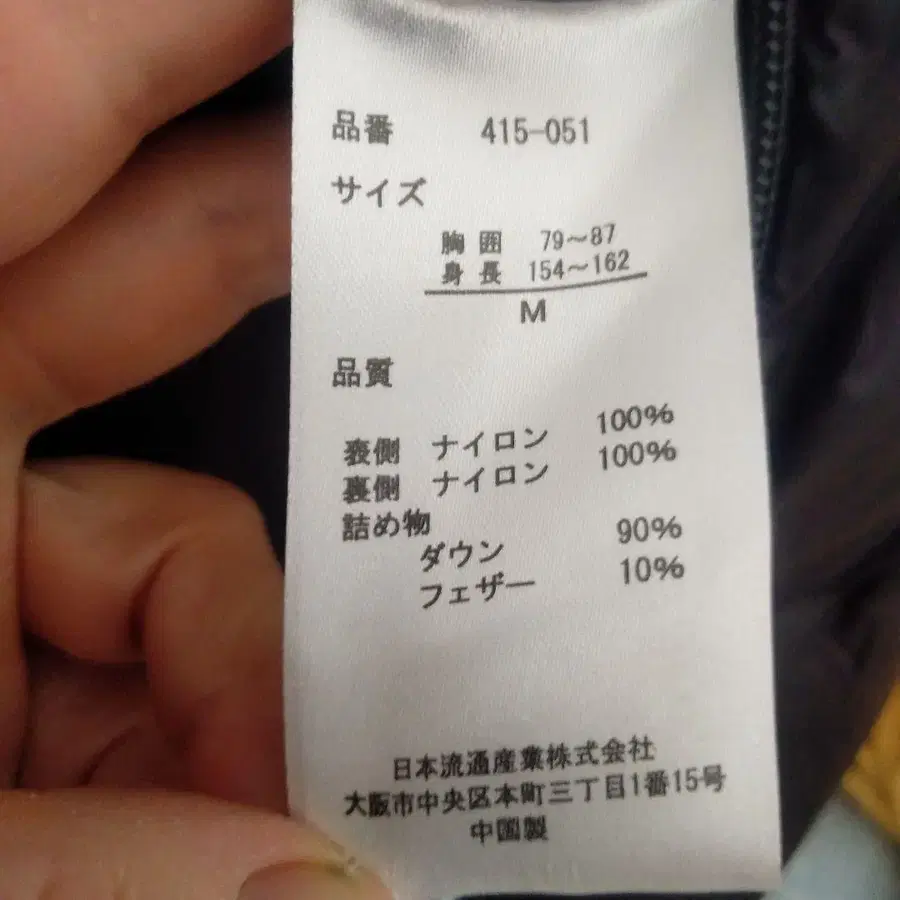 品番 415-051
サイズ
胸囲 79～87
身長 154～162
M
品質
表側 ナイロン 100%
裏側 ナイロン 100%
詰め物
ダウン 90%
フェザー 10%
日本流通産業株式会社
大阪市中央区本町三丁目1番15号
中国製